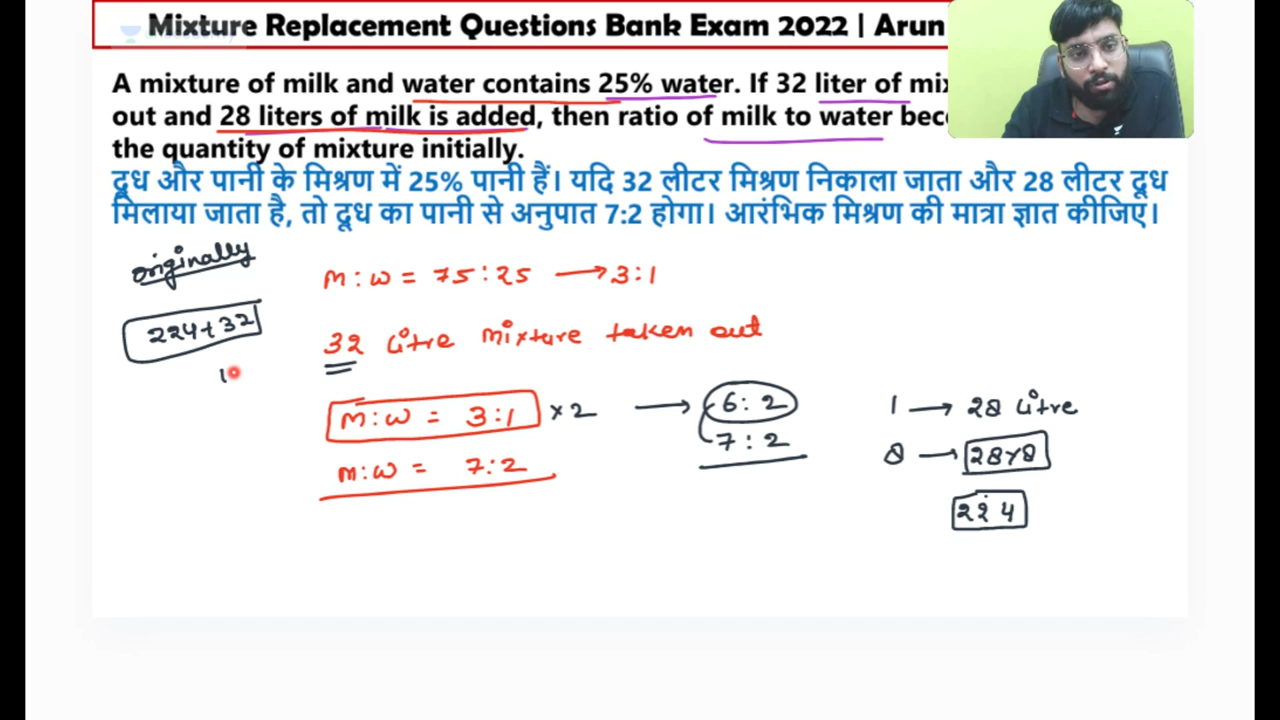 Mixture Replacement Questions Bank Exam 2022 | Arun
A mixture of milk and water contains 25% water. If 32 liter of
out and 28 liters of milk is added, then ratio of milk to water
the quantity of mixture initially.
दूध और पानी के मिश्रण में 25% पानी हैं। यदि 32 लीटर मिश्रण निकाला जाता और 28 लीटर दूध
मिलाया जाता है, तो दूध का पानी से अनुपात 7:2 होगा। आरंभिक मिश्रण की मात्रा ज्ञात कीजिए।
originally
M:W = 75:25 → 3:1
224+32
32 litre mixture taken out
M:W = 3:1 ×2 → 6:2
1 → 28 litre
7:2
M:W = 7:2
8 → 28×8
224